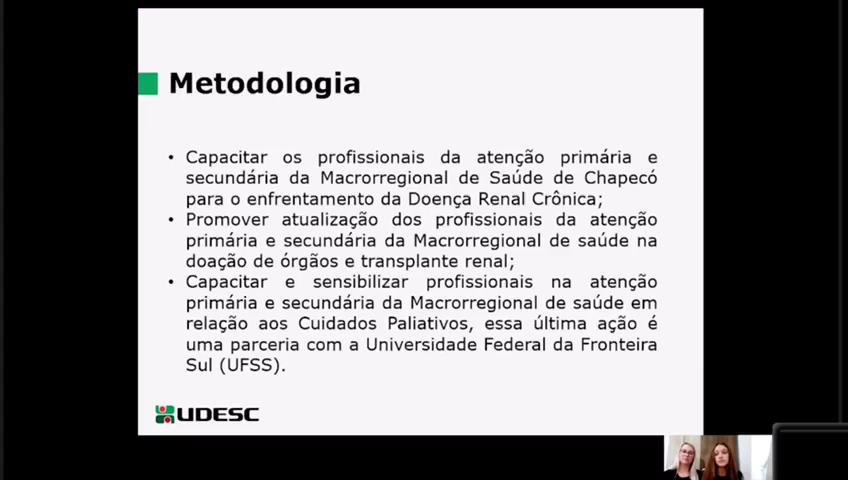 Metodologia
• Capacitar os profissionais da atenção primária e
secundária da Macrorregional de Saúde de Chapecó
para o enfrentamento da Doença Renal Crônica;
• Promover atualização dos profissionais da atenção
primária e secundária da Macrorregional de saúde na
doação de órgãos e transplante renal;
• Capacitar e sensibilizar profissionais na atenção
primária e secundária da Macrorregional de saúde em
relação aos Cuidados Paliativos, essa última ação é
uma parceria com a Universidade Federal da Fronteira
Sul (UFSS).
UDESC